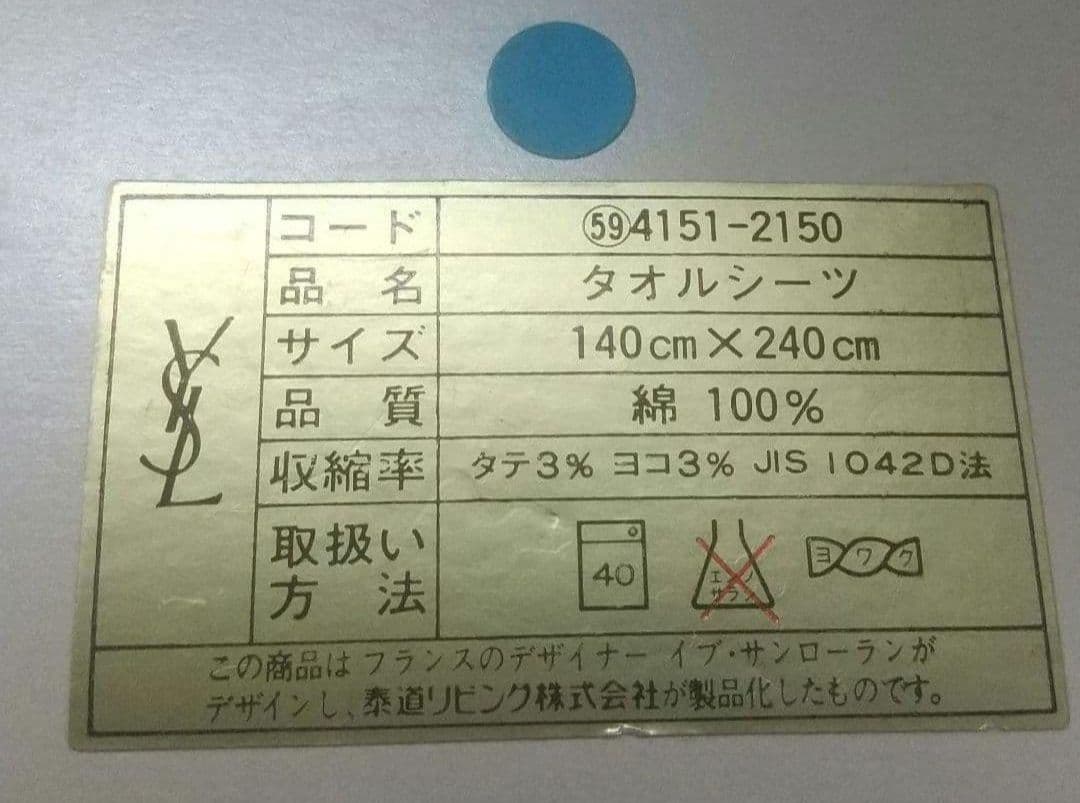 YSL
コード ㊾4151-2150
品名 タオルシーツ
サイズ 140cm×240cm
品質 綿 100%
収縮率 タテ3% ヨコ3% JIS 1042D法
取扱い方法 40 エンソサラシ ヨワク
この商品は フランスのデザイナー イブ・サンローランが
デザインし、泰道リビング株式会社が製品化したものです。